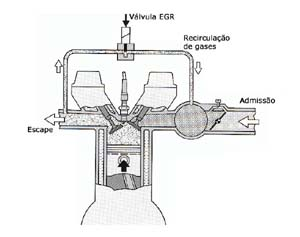 Válvula EGR
Recirculação
de gases
Admissão
Escape